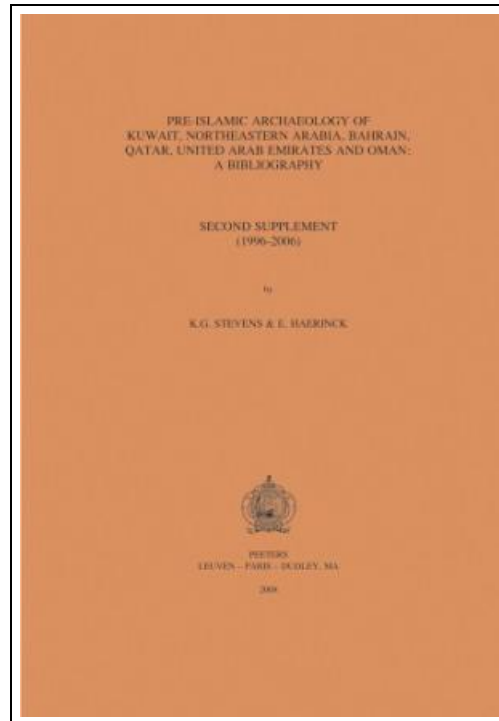 PRE-ISLAMIC ARCHAEOLOGY OF
KUWAIT, NORTHEASTERN ARABIA, BAHRAIN,
QATAR, UNITED ARAB EMIRATES AND OMAN:
A BIBLIOGRAPHY
SECOND SUPPLEMENT
(1996-2006)
by
K.G. STEVENS & E. HAERINCK
PEETERS
LEUVEN – PARIS – DUDLEY, MA